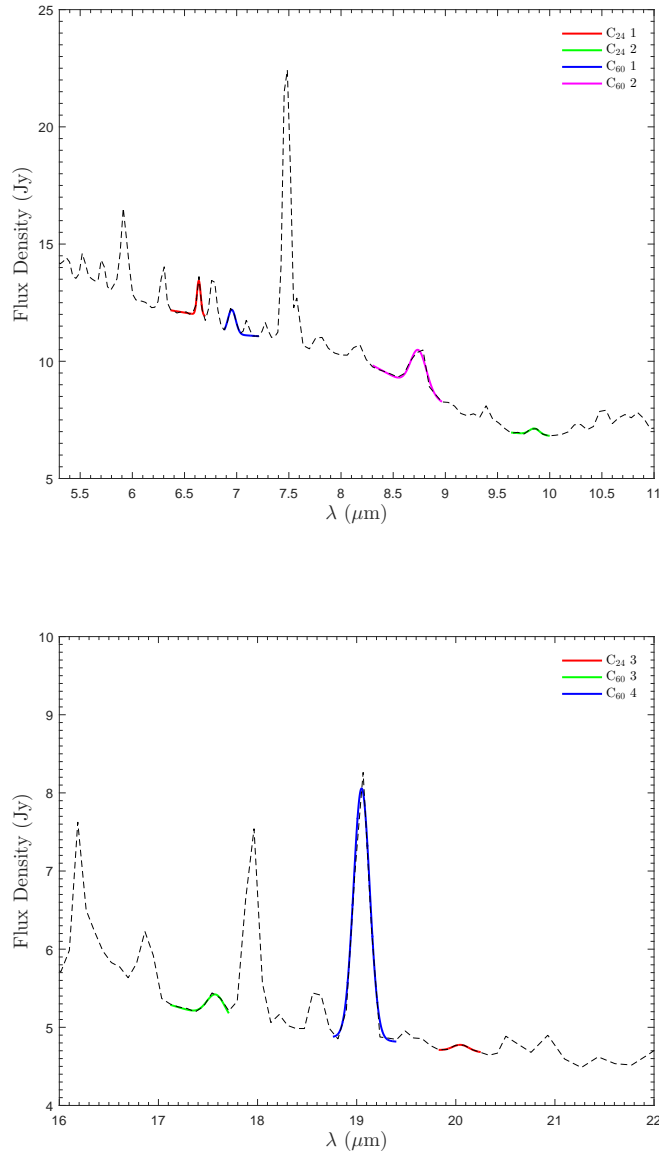 25
20
15
10
5
Flux Density (Jy)
C24 1
C24 2
C60 1
C60 2
5.5 6 6.5 7 7.5 8 8.5 9 9.5 10 10.5 11
λ (μm)
10
9
8
7
6
5
4
Flux Density (Jy)
C24 3
C60 3
C60 4
16 17 18 19 20 21 22
λ (μm)